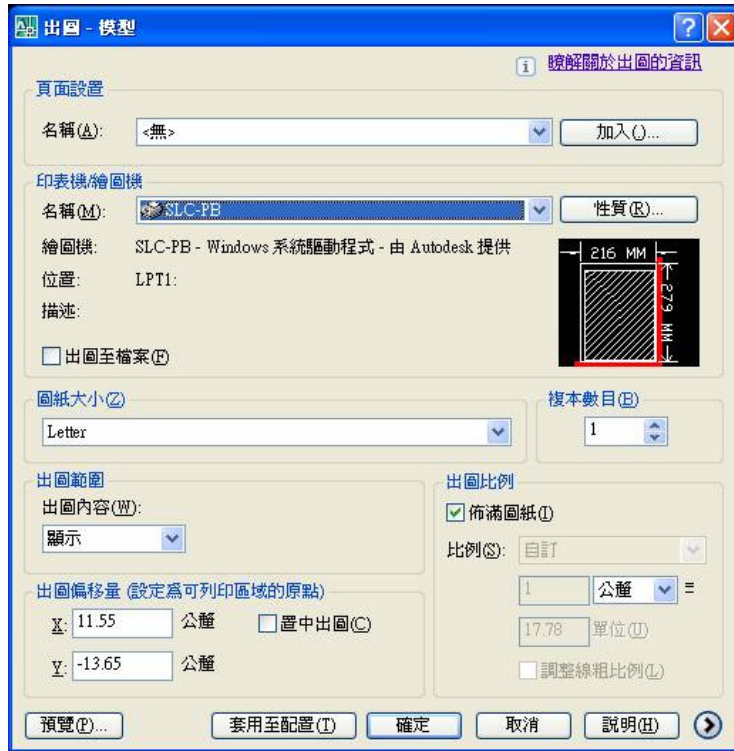 出圖 - 模型
瞭解關於出圖的資訊
頁面設置
名稱(A):
<無>
加入()...
印表機/繪圖機
名稱(M):
SLC-PB
性質(R)...
繪圖機:
SLC-PB - Windows 系統驅動程式 - 由 Autodesk 提供
位置:
LPT1:
描述:
216 MM
279 MM
出圖至檔案(F)
圖紙大小(Z)
Letter
複本數目(B)
1
出圖範圍
出圖內容(W):
顯示
出圖比例
佈滿圖紙(I)
比例(S):
自訂
1
公釐
=
17.78
單位(U)
調整線粗比例(L)
出圖偏移量 (設定為可列印區域的原點)
X:
11.55
公釐
置中出圖(C)
Y:
-13.65
公釐
預覽(P)...
套用至配置(T)
確定
取消
說明(H)